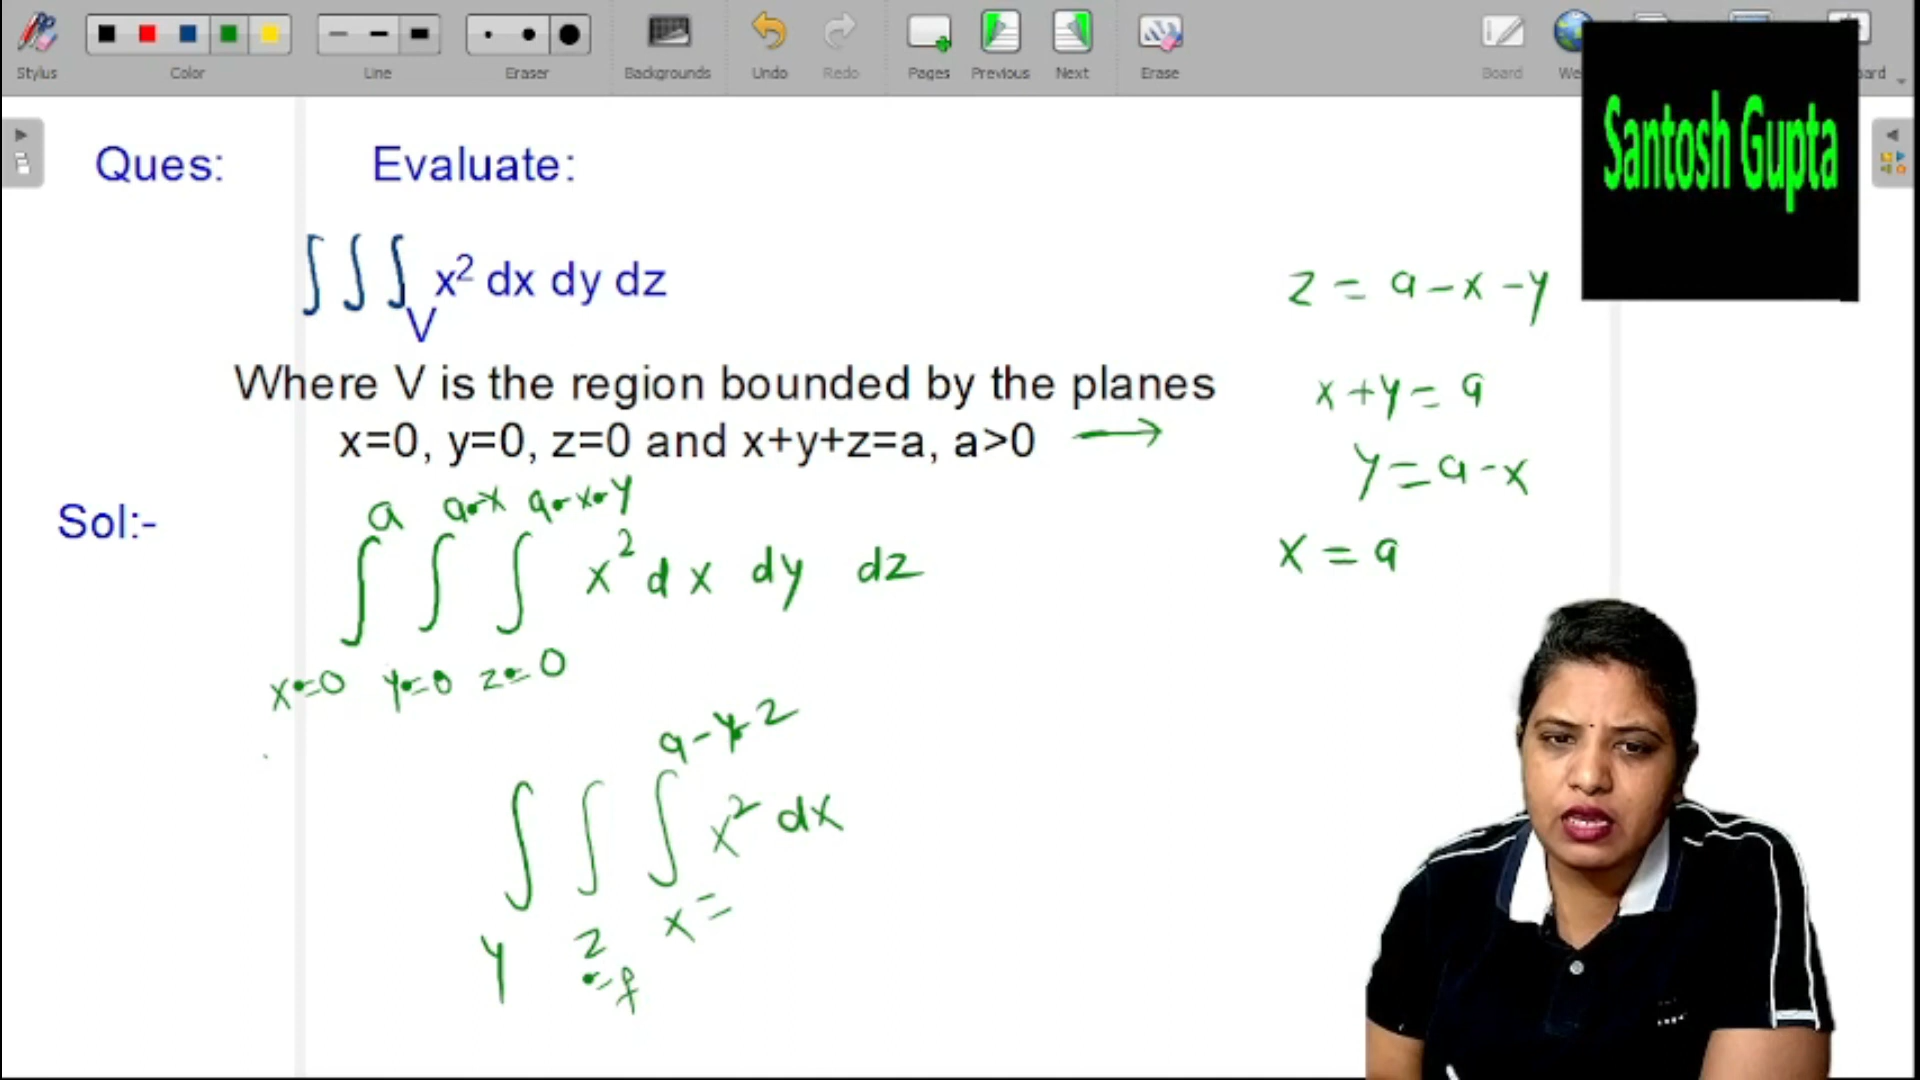 Stylus Color Line Eraser Backgrounds Undo Redo Pages Previous Next Erase Board
Santosh Gupta
Ques: Evaluate:
∫∫∫ x² dx dy dz
V
z = a-x-y
Where V is the region bounded by the planes
x+y = a
x=0, y=0, z=0 and x+y+z=a, a>0 →
y = a-x
a a-x a-x-y
Sol:-
∫ ∫ ∫ x² dx dy dz
x = a
x=0 y=0 z=0
a-y-z
∫ ∫ ∫ x² dx
y z x=